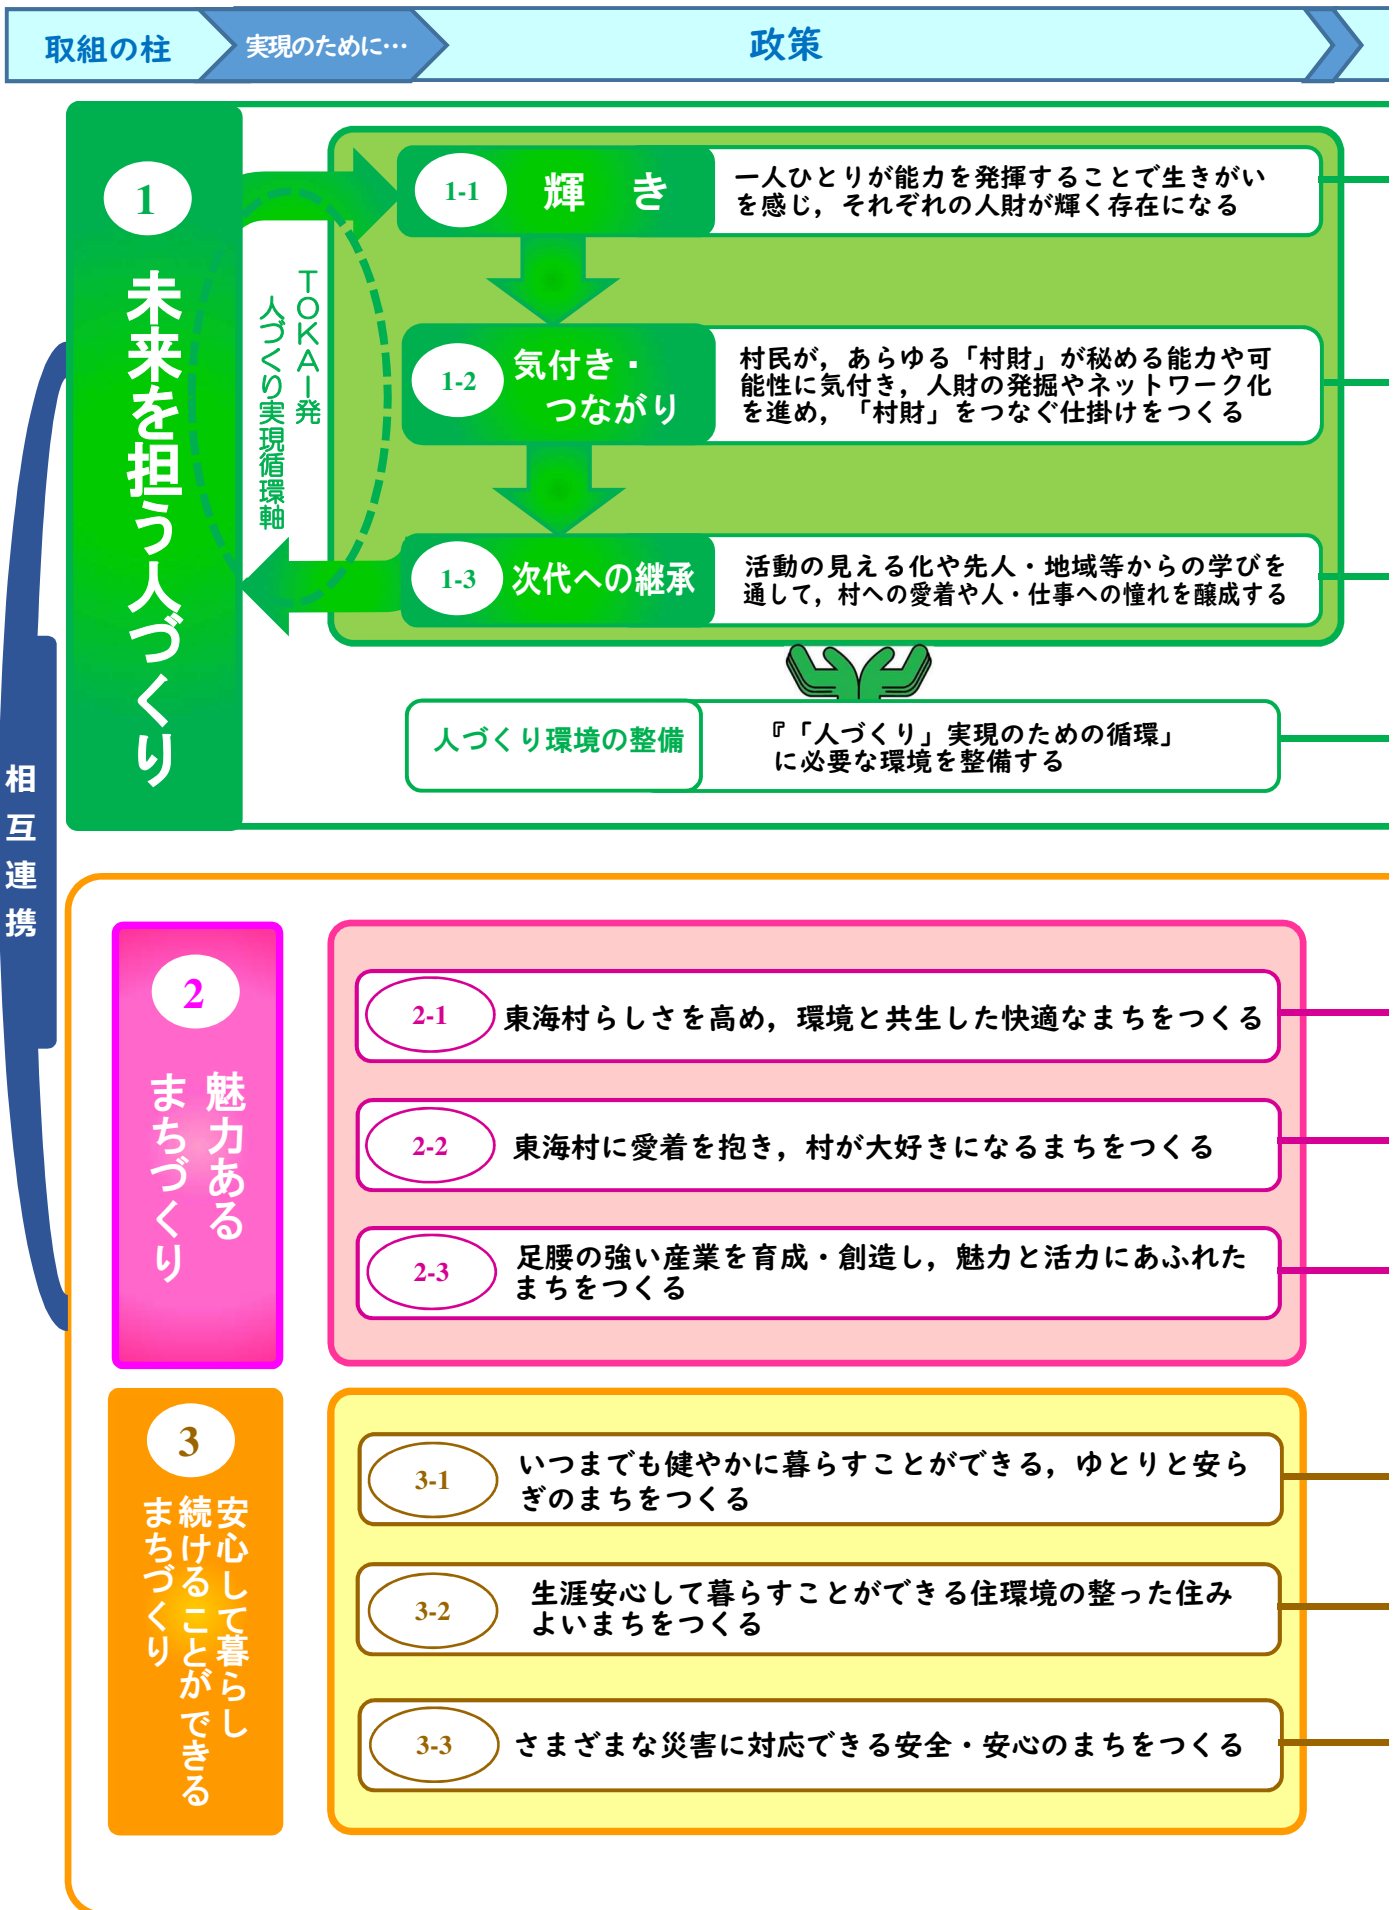 取組の柱
実現のために…
政策
1
未来を担う人づくり
TOKAI発
人づくり実現循環軸
1-1
輝 き
一人ひとりが能力を発揮することで生きがい
を感じ，それぞれの人財が輝く存在になる
1-2
気付き・
つながり
村民が，あらゆる「村財」が秘める能力や可
能性に気付き，人財の発掘やネットワーク化
を進め，「村財」をつなぐ仕掛けをつくる
1-3
次代への継承
活動の見える化や先人・地域等からの学びを
通して，村への愛着や人・仕事への憧れを醸成する
人づくり環境の整備
『「人づくり」実現のための循環」
に必要な環境を整備する
相互連携
2
魅力ある
まちづくり
2-1
東海村らしさを高め，環境と共生した快適なまちをつくる
2-2
東海村に愛着を抱き，村が大好きになるまちをつくる
2-3
足腰の強い産業を育成・創造し，魅力と活力にあふれた
まちをつくる
3
安心して暮らし
続けることができる
まちづくり
3-1
いつまでも健やかに暮らすことができる，ゆとりと安ら
ぎのまちをつくる
3-2
生涯安心して暮らすことができる住環境の整った住み
よいまちをつくる
3-3
さまざまな災害に対応できる安全・安心のまちをつくる